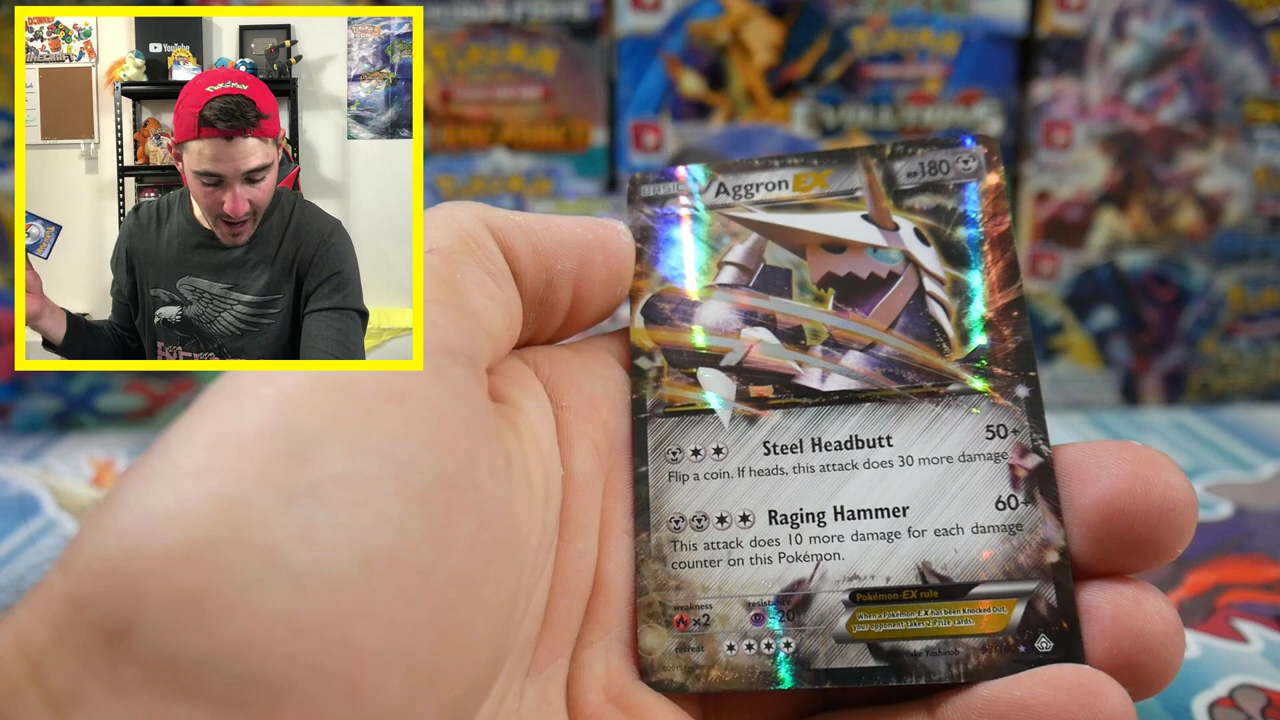 DONKEY
YouTube
Pokémon
BASIC
Aggron EX
HP180
Steel Headbutt
50+
Flip a coin. If heads, this attack does 30 more damage.
Raging Hammer
60+
This attack does 10 more damage for each damage
counter on this Pokémon.
weakness
×2
resistance
-20
retreat
Pokémon-EX rule
When a Pokémon-EX has been Knocked Out,
your opponent takes 2 Prize cards.
©2015